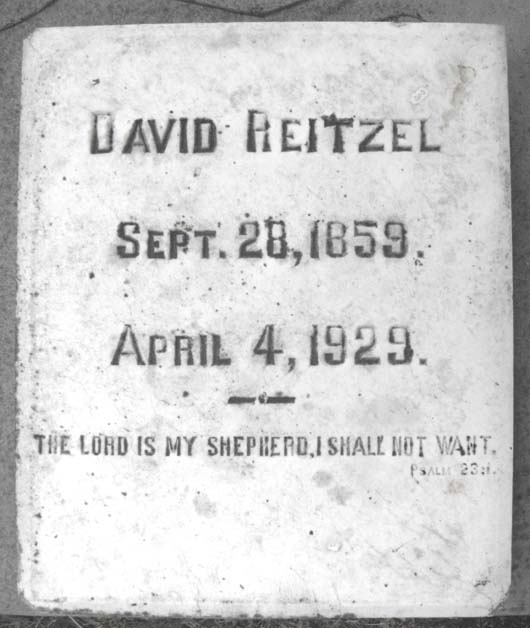 DAVID REITZEL
SEPT. 28, 1859.
APRIL 4, 1929.
THE LORD IS MY SHEPHERD, I SHALL NOT WANT.
PSALM 23:1.